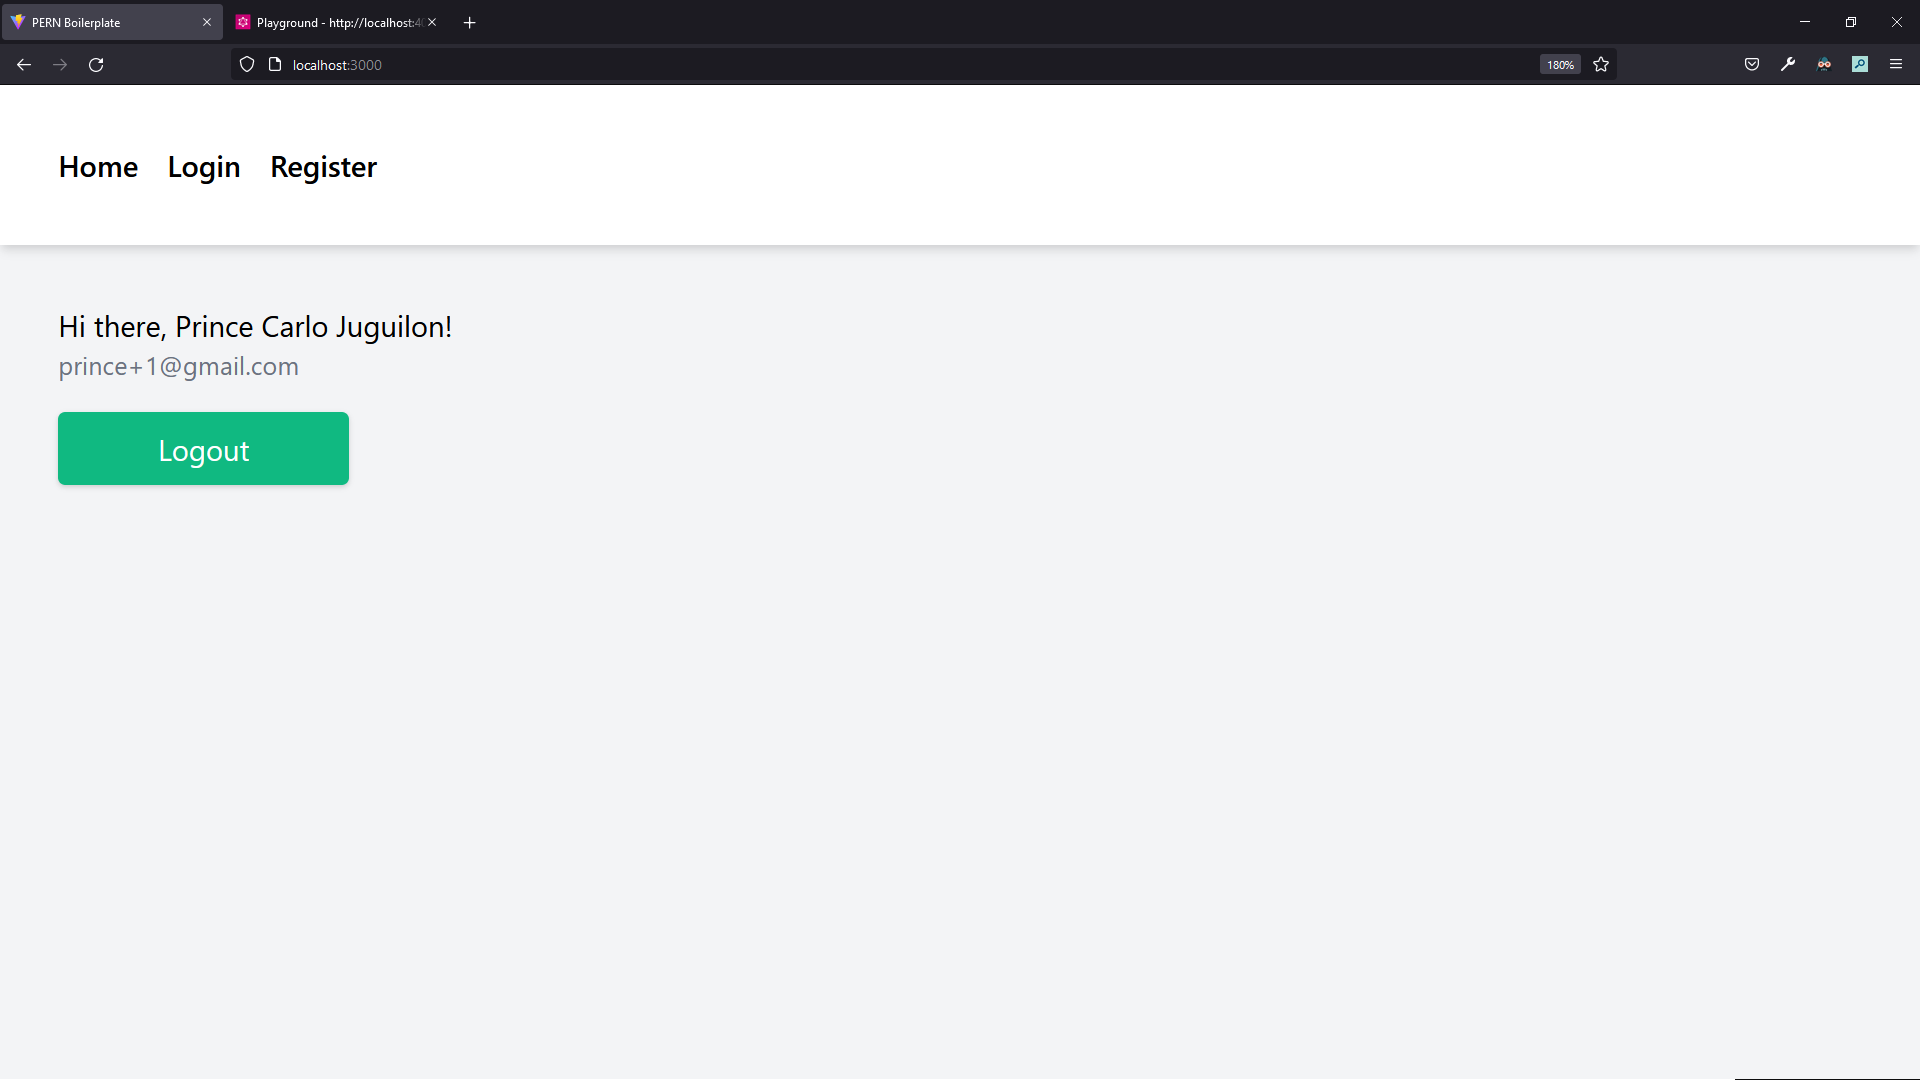 PERN Boilerplate
Playground - http://localhost:40
localhost:3000
180%
Home Login Register
Hi there, Prince Carlo Juguilon!
prince+1@gmail.com
Logout